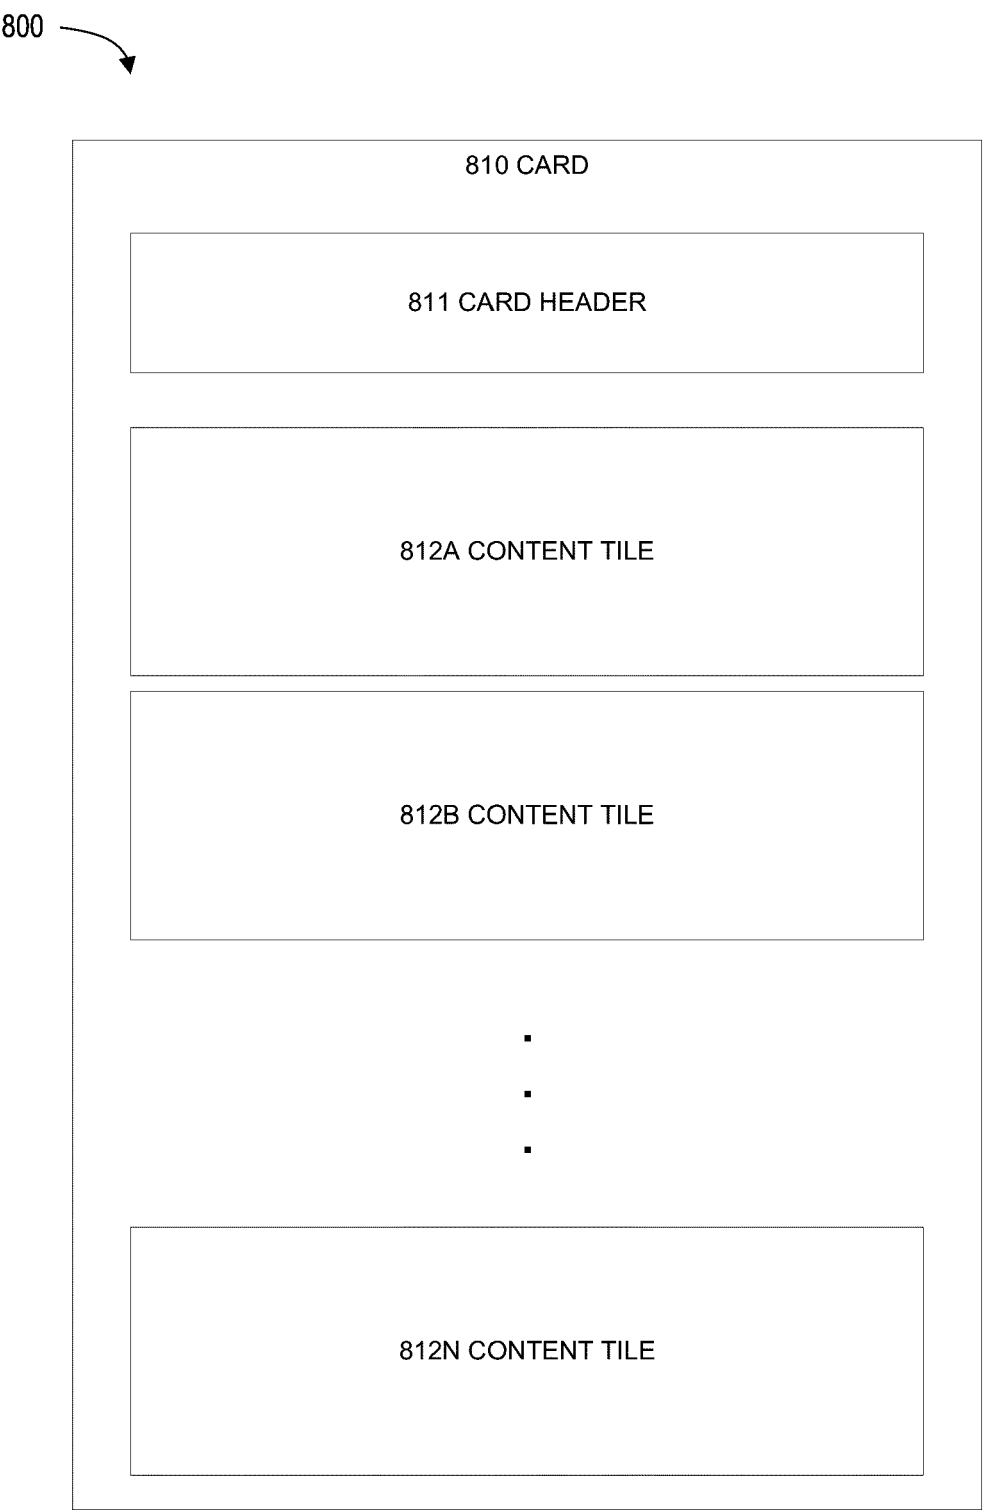 800
810 CARD
811 CARD HEADER
812A CONTENT TILE
812B CONTENT TILE
812N CONTENT TILE